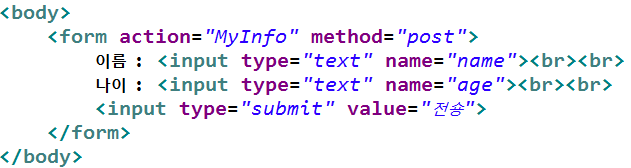 <body>
<form action="MyInfo" method="post">
이름 : <input type="text" name="name"><br><br>
나이 : <input type="text" name="age"><br><br>
<input type="submit" value="전송">
</form>
</body>